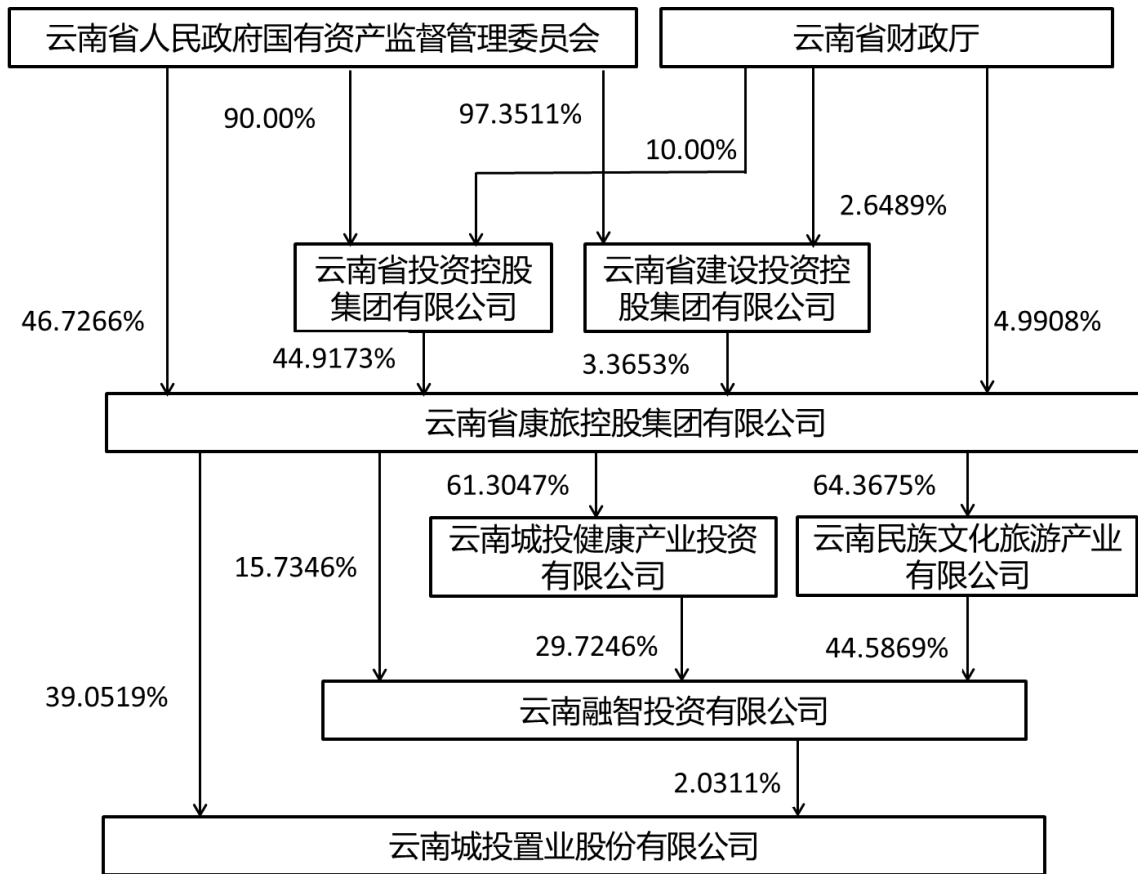 云南省人民政府国有资产监督管理委员会
云南省财政厅
90.00%
97.3511%
10.00%
2.6489%
云南省投资控股
集团有限公司
云南省建设投资控
股集团有限公司
46.7266%
44.9173%
3.3653%
4.9908%
云南省康旅控股集团有限公司
61.3047%
64.3675%
云南城投健康产业投资
有限公司
云南民族文化旅游产业
有限公司
15.7346%
29.7246%
44.5869%
39.0519%
云南融智投资有限公司
2.0311%
云南城投置业股份有限公司